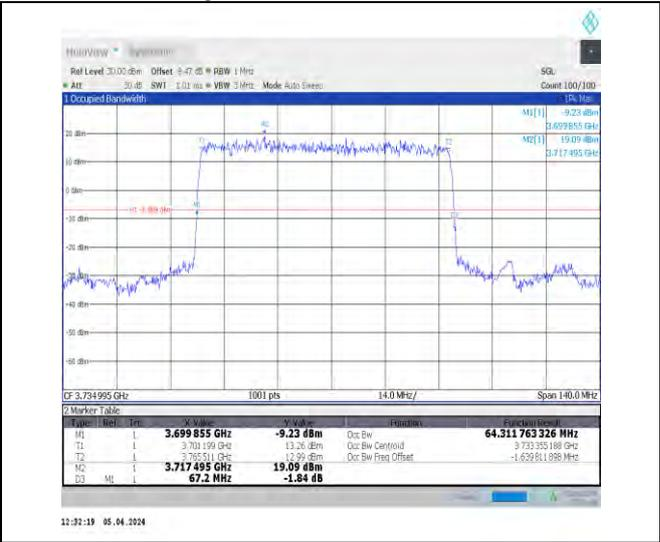 MultiView Spectrum
Ref Level 30.00 dBm Offset 9.47 dB RBW 1 MHz SGL
Att 30 dB SWT 1.01 ms VBW 3 MHz Mode Auto Sweep Count 100/100
1 Occupied Bandwidth 1Pk Max
M1[1] -9.23 dBm
3.699855 GHz
M2[1] 19.09 dBm
3.717495 GHz
20 dBm
M2
T1 T2
10 dBm
0 dBm
M1
D3
-10 dBm
-20 dBm
-30 dBm
-40 dBm
-50 dBm
-60 dBm
CF 3.734995 GHz 1001 pts 14.0 MHz/ Span 140.0 MHz
2 Marker Table
Type Ref Trc X-Value Y-Value Function Function Result
M1 1 3.699 855 GHz -9.23 dBm Occ Bw 64.311 763 326 MHz
T1 1 3.701 199 GHz 13.26 dBm Occ Bw Centroid 3.733 355 188 GHz
T2 1 3.765 511 GHz 12.99 dBm Occ Bw Freq Offset -1.639 811 898 MHz
M2 1 3.717 495 GHz 19.09 dBm
D3 M1 1 67.2 MHz -1.84 dB
12:32:19 05.04.2024